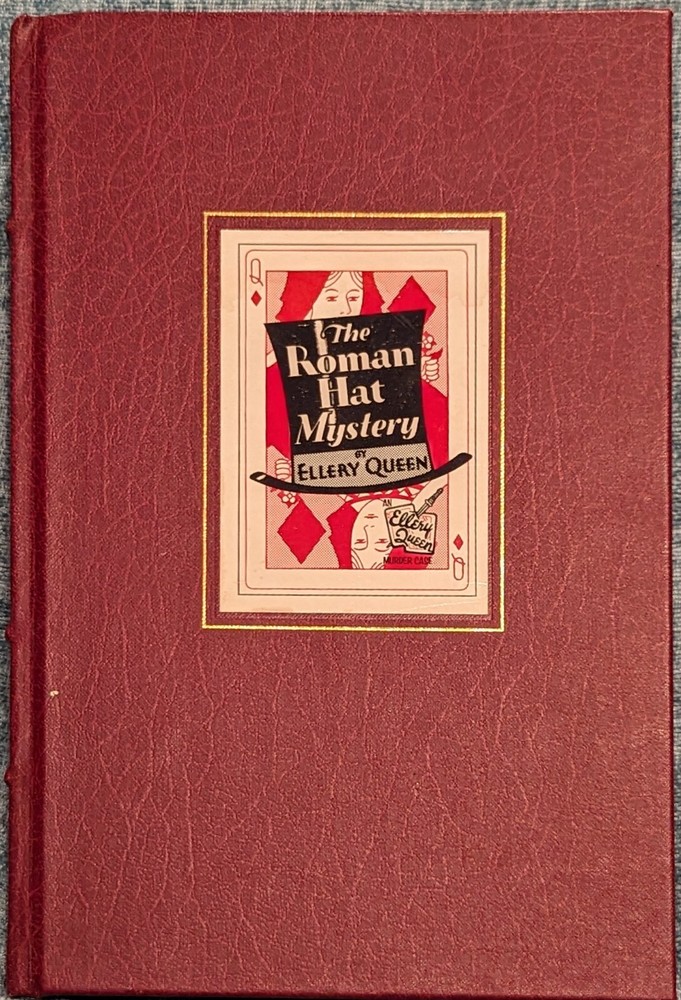 Q
The
Roman
Hat
Mystery
BY
ELLERY QUEEN
AN
Ellery
Queen
MURDER CASE
Q